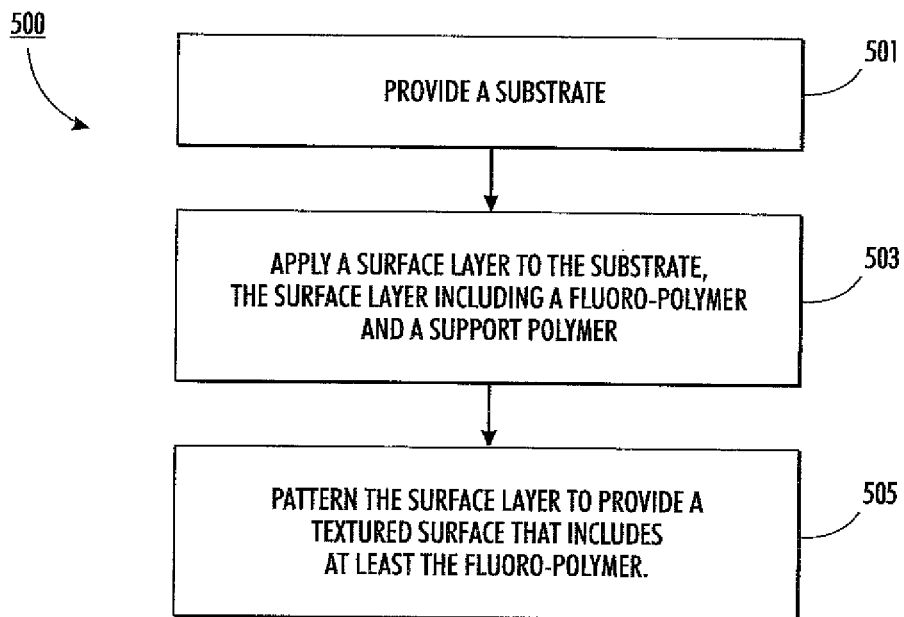 500
501
PROVIDE A SUBSTRATE
503
APPLY A SURFACE LAYER TO THE SUBSTRATE,
THE SURFACE LAYER INCLUDING A FLUORO-POLYMER
AND A SUPPORT POLYMER
505
PATTERN THE SURFACE LAYER TO PROVIDE A
TEXTURED SURFACE THAT INCLUDES
AT LEAST THE FLUORO-POLYMER.